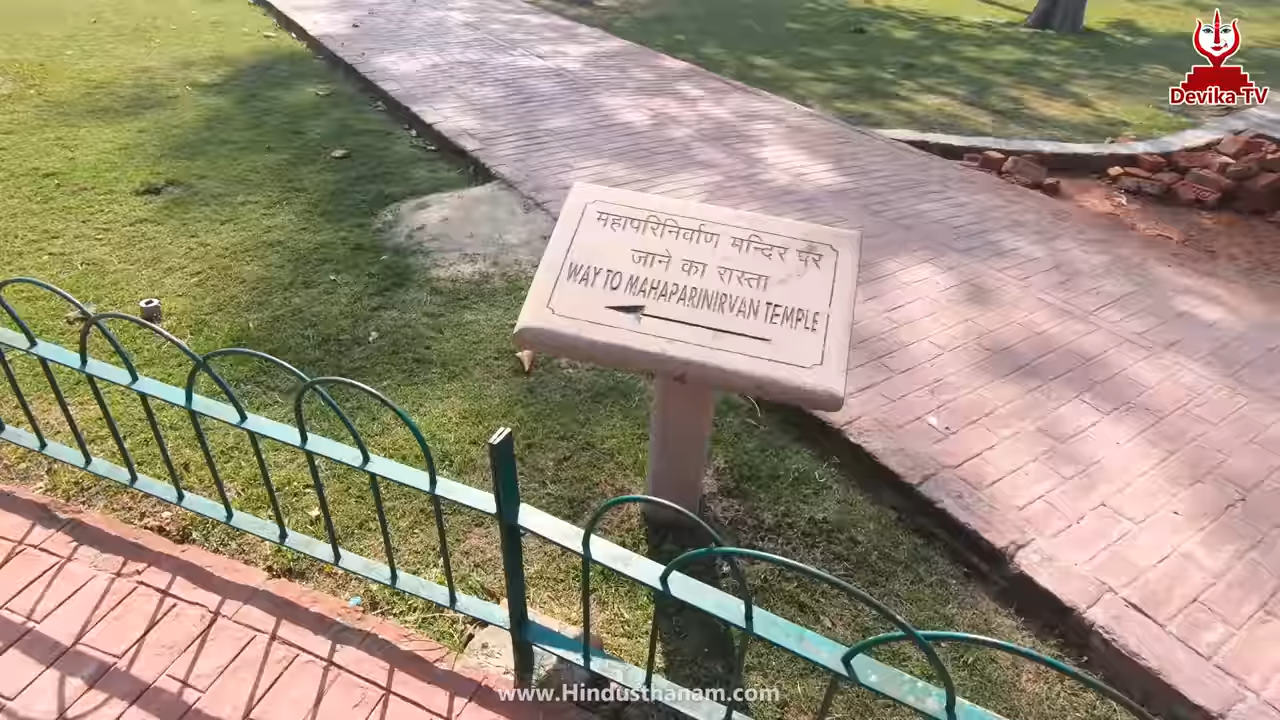 Devika TV
महापरिनिर्वाण मन्दिर पर
जाने का रास्ता
WAY TO MAHAPARINIRVAN TEMPLE
www.Hindusthanam.com